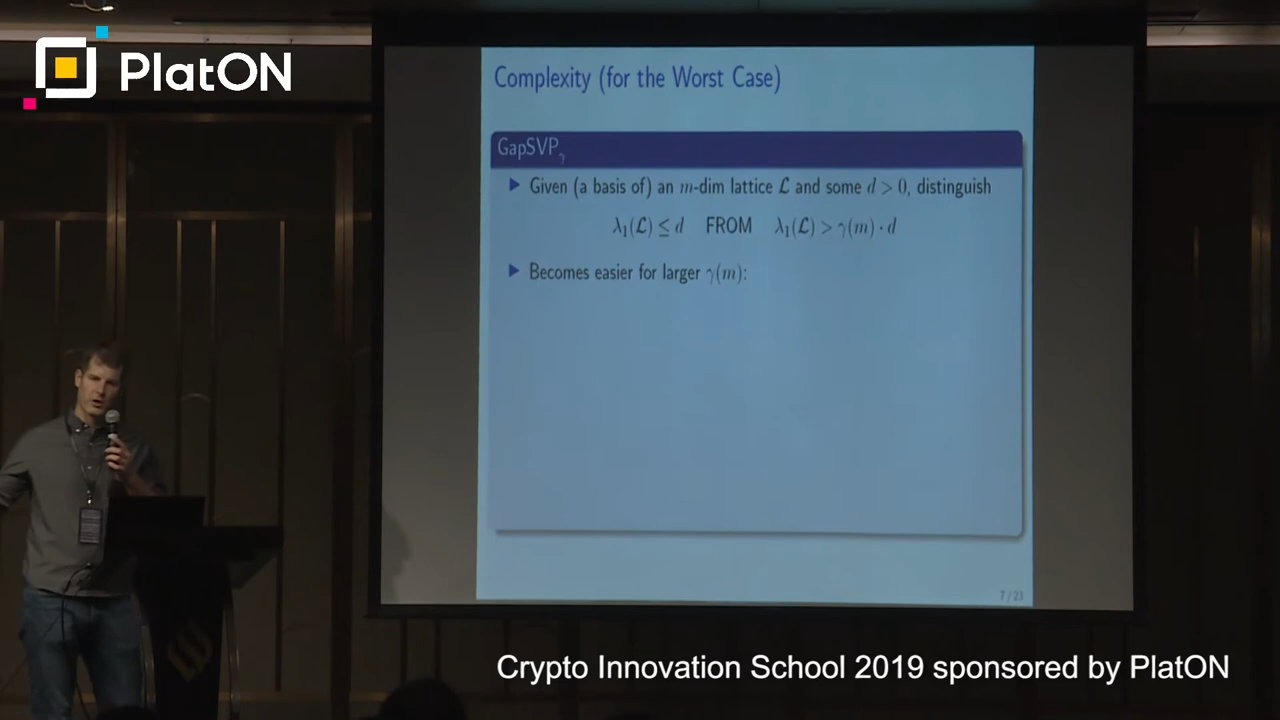 PlatON
Complexity (for the Worst Case)
GapSVPγ
Given (a basis of) an m-dim lattice ℒ and some d > 0, distinguish
λ₁(ℒ) ≤ d FROM λ₁(ℒ) > γ(m) · d
Becomes easier for larger γ(m):
7 / 23
Crypto Innovation School 2019 sponsored by PlatON